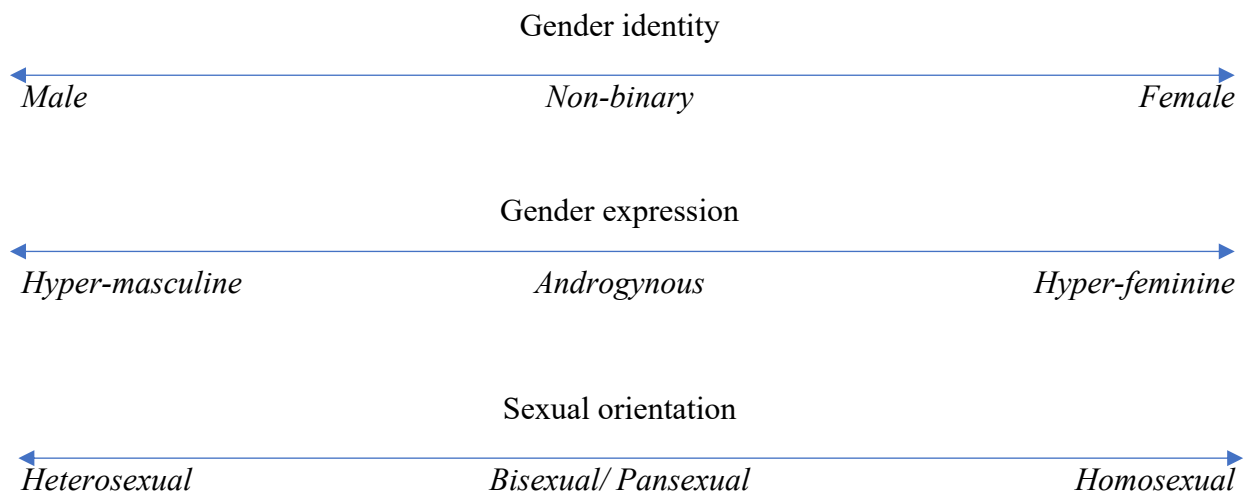 Gender identity
Male Non-binary Female
Gender expression
Hyper-masculine Androgynous Hyper-feminine
Sexual orientation
Heterosexual Bisexual/ Pansexual Homosexual